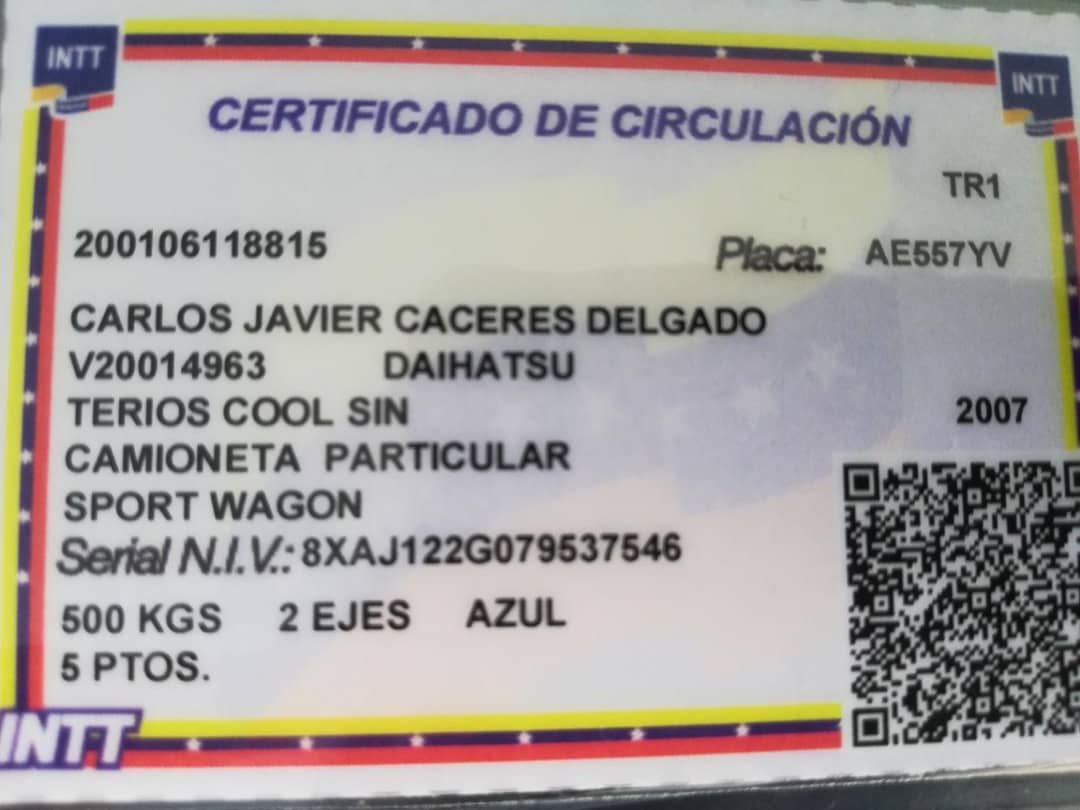 INTT
INTT
CERTIFICADO DE CIRCULACIÓN
TR1
200106118815 Placa: AE557YV
CARLOS JAVIER CACERES DELGADO
V20014963 DAIHATSU
TERIOS COOL SIN 2007
CAMIONETA PARTICULAR
SPORT WAGON
Serial N.I.V.: 8XAJ122G079537546
500 KGS 2 EJES AZUL
5 PTOS.
INTT